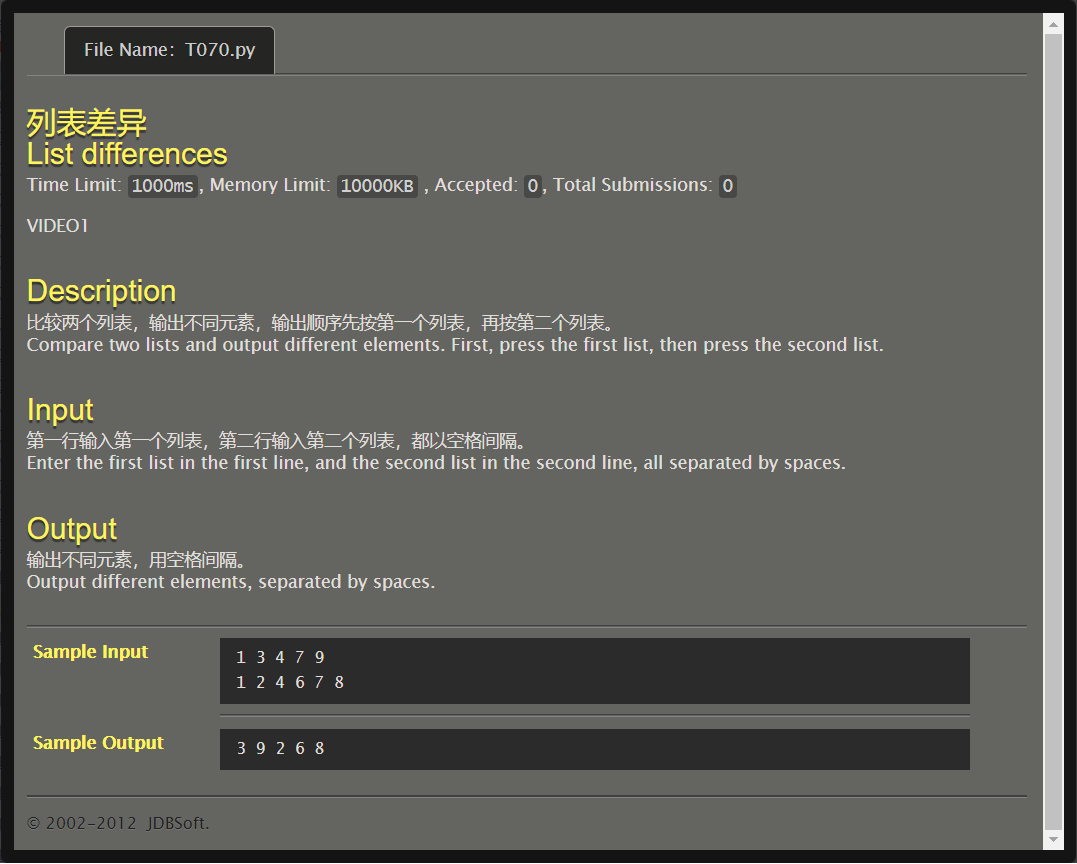 File Name：T070.py
列表差异
List differences
Time Limit: 1000ms, Memory Limit: 10000KB , Accepted: 0, Total Submissions: 0
VIDEO1
Description
比较两个列表，输出不同元素，输出顺序先按第一个列表，再按第二个列表。
Compare two lists and output different elements. First, press the first list, then press the second list.
Input
第一行输入第一个列表，第二行输入第二个列表，都以空格间隔。
Enter the first list in the first line, and the second list in the second line, all separated by spaces.
Output
输出不同元素，用空格间隔。
Output different elements, separated by spaces.
Sample Input
1 3 4 7 9
1 2 4 6 7 8
Sample Output
3 9 2 6 8
© 2002-2012 JDBSoft.